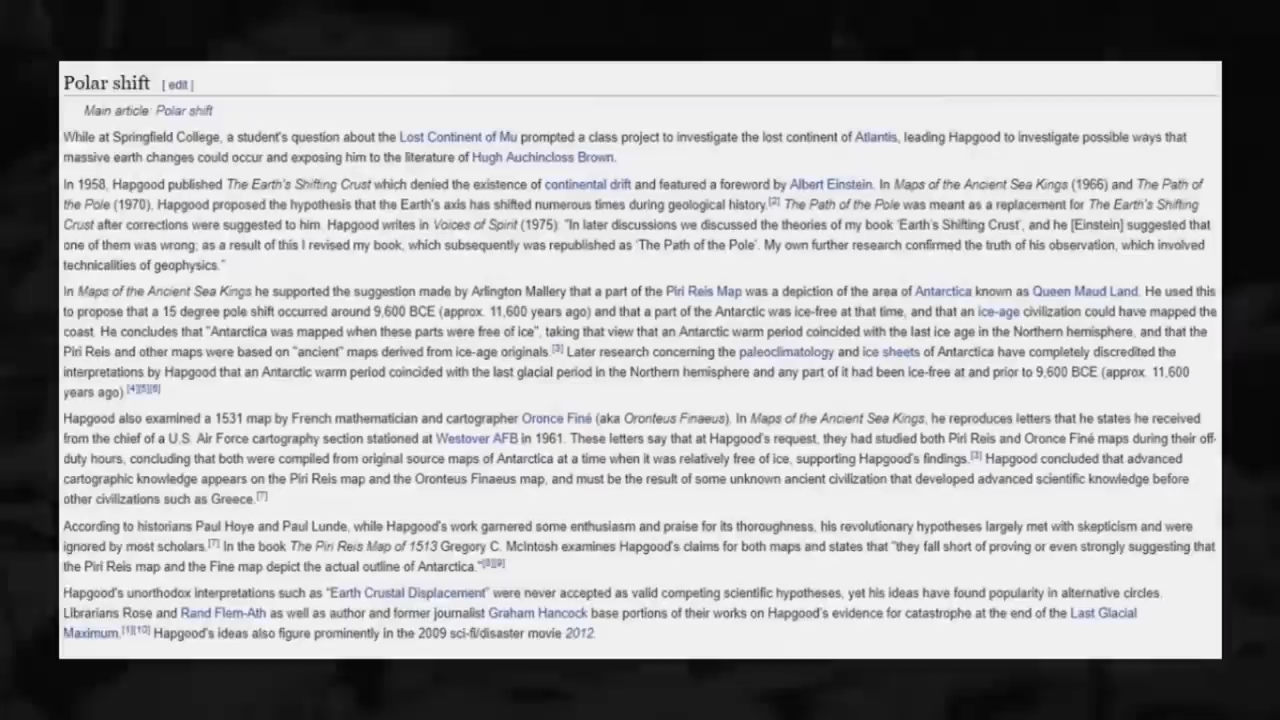 Polar shift [ edit ]
Main article: Polar shift
While at Springfield College, a student's question about the Lost Continent of Mu prompted a class project to investigate the lost continent of Atlantis, leading Hapgood to investigate possible ways that
massive earth changes could occur and exposing him to the literature of Hugh Auchincloss Brown.
In 1958, Hapgood published The Earth's Shifting Crust which denied the existence of continental drift and featured a foreword by Albert Einstein. In Maps of the Ancient Sea Kings (1966) and The Path of
the Pole (1970), Hapgood proposed the hypothesis that the Earth's axis has shifted numerous times during geological history.[2] The Path of the Pole was meant as a replacement for The Earth's Shifting
Crust after corrections were suggested to him. Hapgood writes in Voices of Spirit (1975): "In later discussions we discussed the theories of my book 'Earth's Shifting Crust', and he [Einstein] suggested that
one of them was wrong; as a result of this I revised my book, which subsequently was republished as 'The Path of the Pole'. My own further research confirmed the truth of his observation, which involved
technicalities of geophysics."
In Maps of the Ancient Sea Kings he supported the suggestion made by Arlington Mallery that a part of the Piri Reis Map was a depiction of the area of Antarctica known as Queen Maud Land. He used this
to propose that a 15 degree pole shift occurred around 9,600 BCE (approx. 11,600 years ago) and that a part of the Antarctic was ice-free at that time, and that an ice-age civilization could have mapped the
coast. He concludes that "Antarctica was mapped when these parts were free of ice", taking that view that an Antarctic warm period coincided with the last ice age in the Northern hemisphere, and that the
Piri Reis and other maps were based on "ancient" maps derived from ice-age originals.[3] Later research concerning the paleoclimatology and ice sheets of Antarctica have completely discredited the
interpretations by Hapgood that an Antarctic warm period coincided with the last glacial period in the Northern hemisphere and any part of it had been ice-free at and prior to 9,600 BCE (approx. 11,600
years ago).[4][5][6]
Hapgood also examined a 1531 map by French mathematician and cartographer Oronce Finé (aka Oronteus Finaeus). In Maps of the Ancient Sea Kings, he reproduces letters that he states he received
from the chief of a U.S. Air Force cartography section stationed at Westover AFB in 1961. These letters say that at Hapgood's request, they had studied both Piri Reis and Oronce Finé maps during their off-
duty hours, concluding that both were compiled from original source maps of Antarctica at a time when it was relatively free of ice, supporting Hapgood's findings.[3] Hapgood concluded that advanced
cartographic knowledge appears on the Piri Reis map and the Oronteus Finaeus map, and must be the result of some unknown ancient civilization that developed advanced scientific knowledge before
other civilizations such as Greece.[7]
According to historians Paul Hoye and Paul Lunde, while Hapgood's work garnered some enthusiasm and praise for its thoroughness, his revolutionary hypotheses largely met with skepticism and were
ignored by most scholars.[7] In the book The Piri Reis Map of 1513 Gregory C. McIntosh examines Hapgood's claims for both maps and states that "they fall short of proving or even strongly suggesting that
the Piri Reis map and the Fine map depict the actual outline of Antarctica."[8][9]
Hapgood's unorthodox interpretations such as "Earth Crustal Displacement" were never accepted as valid competing scientific hypotheses, yet his ideas have found popularity in alternative circles.
Librarians Rose and Rand Flem-Ath as well as author and former journalist Graham Hancock base portions of their works on Hapgood's evidence for catastrophe at the end of the Last Glacial
Maximum.[1][10] Hapgood's ideas also figure prominently in the 2009 sci-fi/disaster movie 2012.